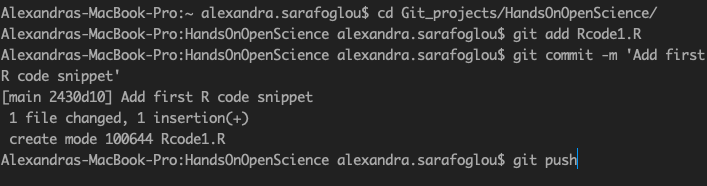 Alexandras-MacBook-Pro:~ alexandra.sarafoglou$ cd Git_projects/HandsOnOpenScience/
Alexandras-MacBook-Pro:HandsOnOpenScience alexandra.sarafoglou$ git add Rcode1.R
Alexandras-MacBook-Pro:HandsOnOpenScience alexandra.sarafoglou$ git commit -m 'Add first
R code snippet'
[main 2430d10] Add first R code snippet
 1 file changed, 1 insertion(+)
 create mode 100644 Rcode1.R
Alexandras-MacBook-Pro:HandsOnOpenScience alexandra.sarafoglou$ git push